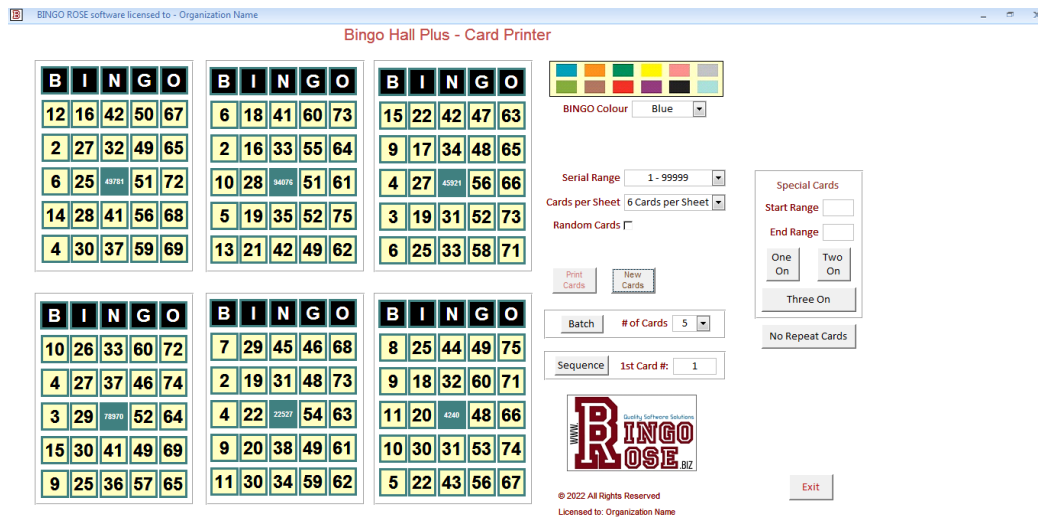 BINGO ROSE software licensed to - Organization Name
Bingo Hall Plus - Card Printer
B I N G O
12 16 42 50 67
2 27 32 49 65
6 25 49781 51 72
14 28 41 56 68
4 30 37 59 69
B I N G O
6 18 41 60 73
2 16 33 55 64
10 28 94076 51 61
5 19 35 52 75
13 21 42 49 62
B I N G O
15 22 42 47 63
9 17 34 48 65
4 27 45921 56 66
3 19 31 52 73
6 25 33 58 71
B I N G O
10 26 33 60 72
4 27 37 46 74
3 29 78970 52 64
15 30 41 49 69
9 25 36 57 65
B I N G O
7 29 45 46 68
2 19 31 48 73
4 22 22527 54 63
9 20 38 49 61
11 30 34 59 62
B I N G O
8 25 44 49 75
9 18 32 60 71
11 20 4240 48 66
10 30 31 53 74
5 22 43 56 67
BINGO Colour Blue
Serial Range 1 - 99999
Cards per Sheet 6 Cards per Sheet
Random Cards
Print Cards
New Cards
Batch # of Cards 5
Sequence 1st Card #: 1
WWW.
Quality Software Solutions
BINGO
ROSE.BIZ
© 2022 All Rights Reserved
Licensed to: Organization Name
Special Cards
Start Range
End Range
One On
Two On
Three On
No Repeat Cards
Exit